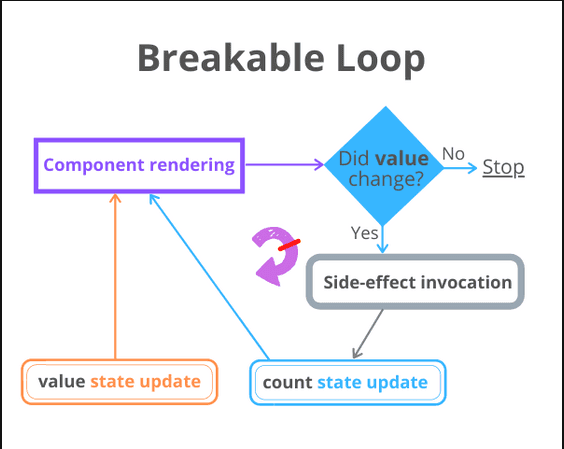 Breakable Loop
Component rendering
Did value
change?
No
Stop
Yes
Side-effect invocation
value state update
count state update